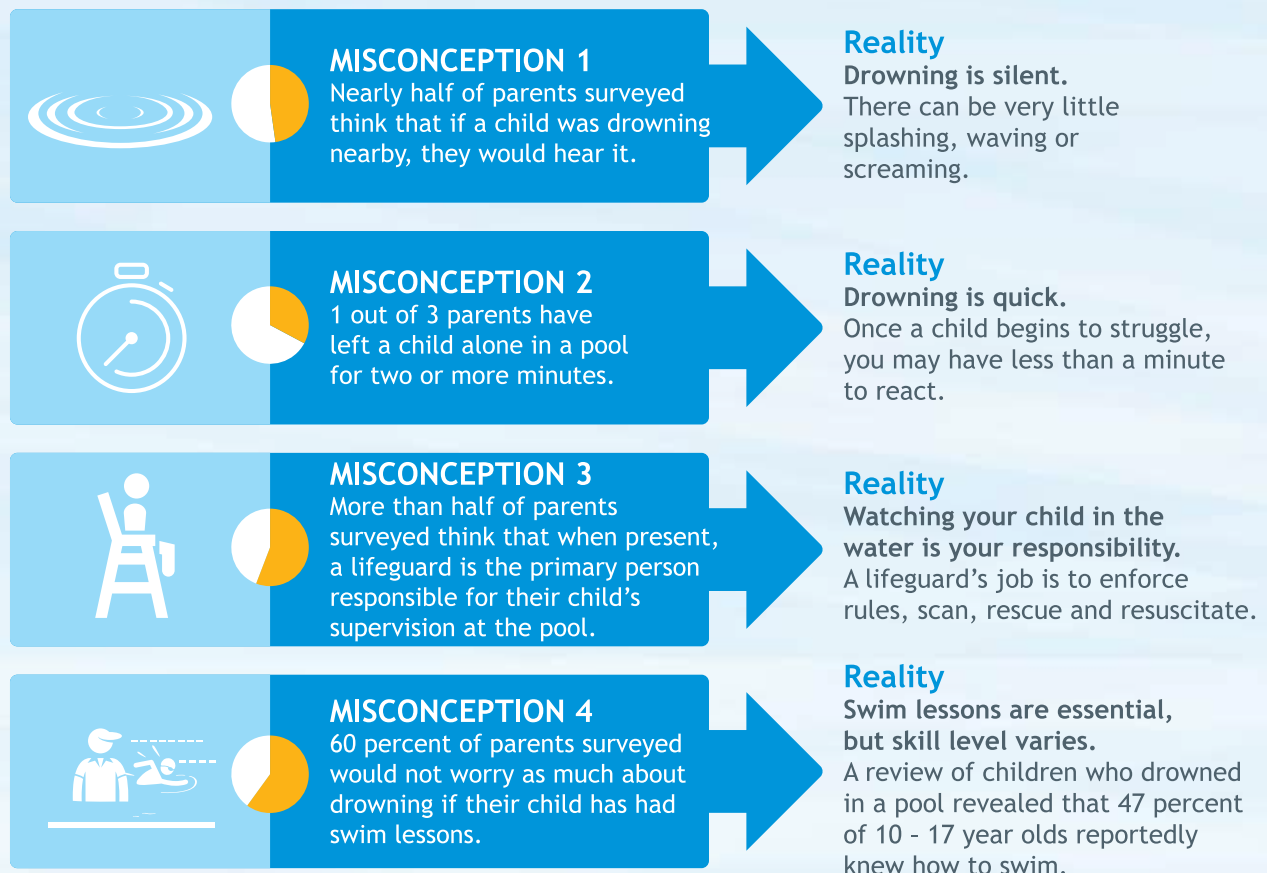 MISCONCEPTION 1
Nearly half of parents surveyed
think that if a child was drowning
nearby, they would hear it.
Reality
Drowning is silent.
There can be very little
splashing, waving or
screaming.
MISCONCEPTION 2
1 out of 3 parents have
left a child alone in a pool
for two or more minutes.
Reality
Drowning is quick.
Once a child begins to struggle,
you may have less than a minute
to react.
MISCONCEPTION 3
More than half of parents
surveyed think that when present,
a lifeguard is the primary person
responsible for their child’s
supervision at the pool.
Reality
Watching your child in the
water is your responsibility.
A lifeguard’s job is to enforce
rules, scan, rescue and resuscitate.
MISCONCEPTION 4
60 percent of parents surveyed
would not worry as much about
drowning if their child has had
swim lessons.
Reality
Swim lessons are essential,
but skill level varies.
A review of children who drowned
in a pool revealed that 47 percent
of 10 – 17 year olds reportedly
knew how to swim.